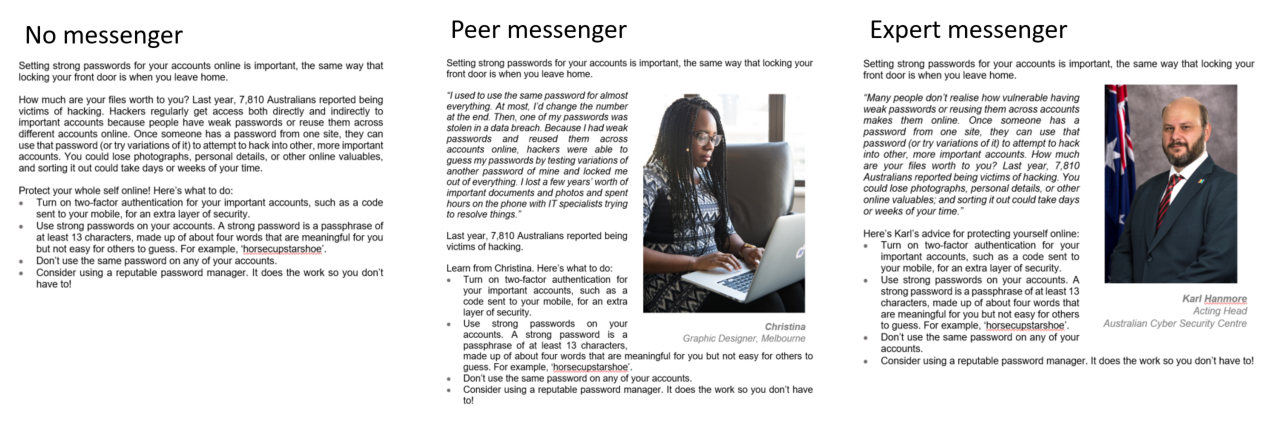 No messenger
Setting strong passwords for your accounts online is important, the same way that
locking your front door is when you leave home.
How much are your files worth to you? Last year, 7,810 Australians reported being
victims of hacking. Hackers regularly get access both directly and indirectly to
important accounts because people have weak passwords or reuse them across
different accounts online. Once someone has a password from one site, they can
use that password (or try variations of it) to attempt to hack into other, more important
accounts. You could lose photographs, personal details, or other online valuables,
and sorting it out could take days or weeks of your time.
Protect your whole self online! Here's what to do:
• Turn on two-factor authentication for your important accounts, such as a code
sent to your mobile, for an extra layer of security.
• Use strong passwords on your accounts. A strong password is a passphrase of
at least 13 characters, made up of about four words that are meaningful for you
but not easy for others to guess. For example, 'horsecupstarshoe'.
• Don't use the same password on any of your accounts.
• Consider using a reputable password manager. It does the work so you don't
have to!
Peer messenger
Setting strong passwords for your accounts is important, the same way that locking your
front door is when you leave home.
"I used to use the same password for almost
everything. At most, I'd change the number
at the end. Then, one of my passwords was
stolen in a data breach. Because I had weak
passwords and reused them across
accounts online, hackers were able to
guess my passwords by testing variations of
another password of mine and locked me
out of everything. I lost a few years' worth of
important documents and photos and spent
hours on the phone with IT specialists trying
to resolve things."
Last year, 7,810 Australians reported being
victims of hacking.
Learn from Christina. Here's what to do:
• Turn on two-factor authentication for
your important accounts, such as a
code sent to your mobile, for an extra
layer of security.
• Use strong passwords on your
accounts. A strong password is a
passphrase of at least 13 characters,
made up of about four words that are meaningful for you but not easy for others to
guess. For example, 'horsecupstarshoe'.
• Don't use the same password on any of your accounts.
• Consider using a reputable password manager. It does the work so you don't have
to!
Christina
Graphic Designer, Melbourne
Expert messenger
Setting strong passwords for your accounts is important, the same way that locking your
front door is when you leave home.
"Many people don't realise how vulnerable having
weak passwords or reusing them across accounts
makes them online. Once someone has a
password from one site, they can use that
password (or try variations of it) to attempt to hack
into other, more important accounts. How much
are your files worth to you? Last year, 7,810
Australians reported being victims of hacking. You
could lose photographs, personal details, or other
online valuables; and sorting it out could take days
or weeks of your time."
Here's Karl's advice for protecting yourself online:
• Turn on two-factor authentication for your
important accounts, such as a code sent to
your mobile, for an extra layer of security.
• Use strong passwords on your accounts. A
strong password is a passphrase of at least 13
characters, made up of about four words that
are meaningful for you but not easy for others
to guess. For example, 'horsecupstarshoe'.
• Don't use the same password on any of your
accounts.
• Consider using a reputable password manager. It does the work so you don't have to!
Karl Hanmore
Acting Head
Australian Cyber Security Centre